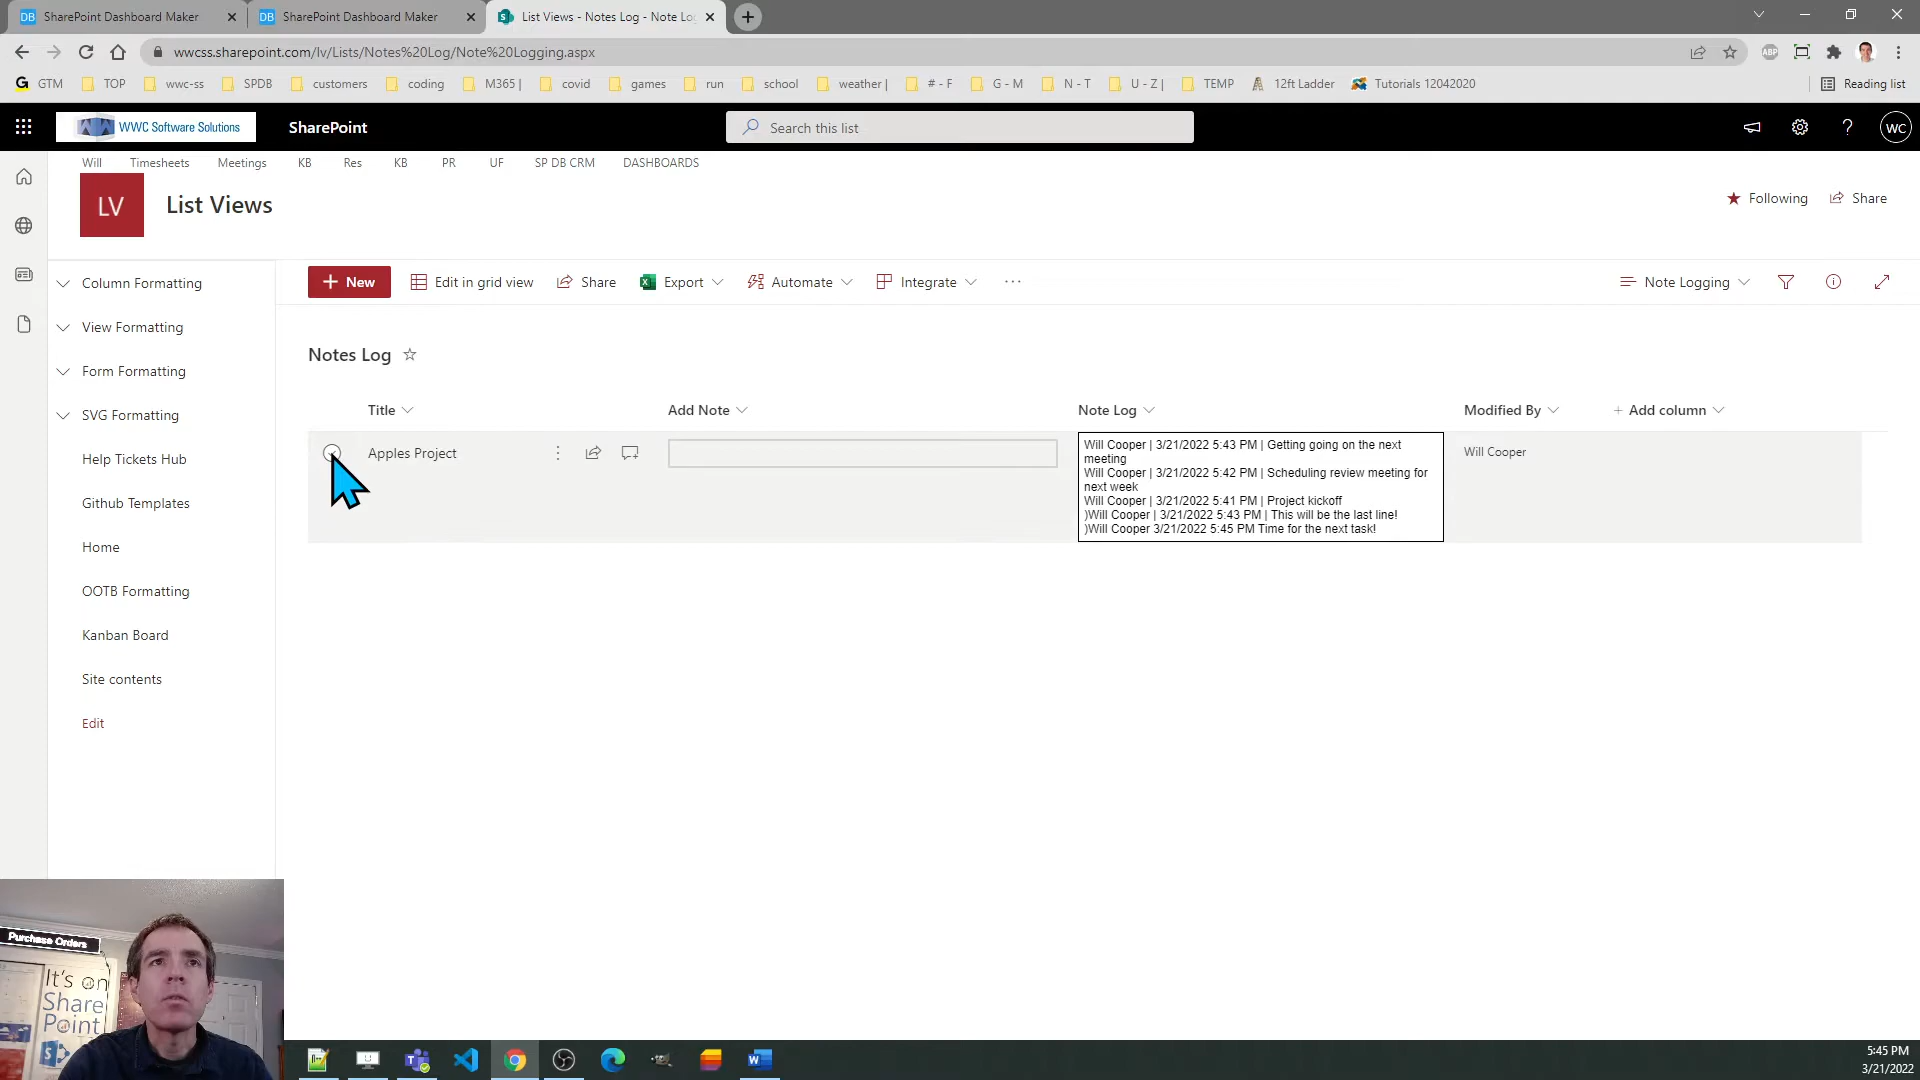 DB SharePoint Dashboard Maker
DB SharePoint Dashboard Maker
List Views - Notes Log - Note Lo
wwcss.sharepoint.com/lv/Lists/Notes%20Log/Note%20Logging.aspx
ABP
G GTM TOP wwc-ss SPDB customers coding M365 | covid games run school weather | # - F G - M N - T U - Z | TEMP 12ft Ladder Tutorials 12042020 Reading list
WWC Software Solutions SharePoint Search this list ? WC
Will Timesheets Meetings KB Res KB PR UF SP DB CRM DASHBOARDS
LV List Views
Following Share
+ New Edit in grid view Share Export Automate Integrate ··· Note Logging
Column Formatting
View Formatting
Form Formatting
SVG Formatting
Help Tickets Hub
Github Templates
Home
OOTB Formatting
Kanban Board
Site contents
Edit
Notes Log
Title Add Note Note Log Modified By + Add column
Apples Project
Will Cooper | 3/21/2022 5:43 PM | Getting going on the next
meeting
Will Cooper | 3/21/2022 5:42 PM | Scheduling review meeting for
next week
Will Cooper | 3/21/2022 5:41 PM | Project kickoff
)Will Cooper | 3/21/2022 5:43 PM | This will be the last line!
)Will Cooper 3/21/2022 5:45 PM Time for the next task!
Will Cooper
Purchase Orders
It's on
Share
Point
5:45 PM
3/21/2022